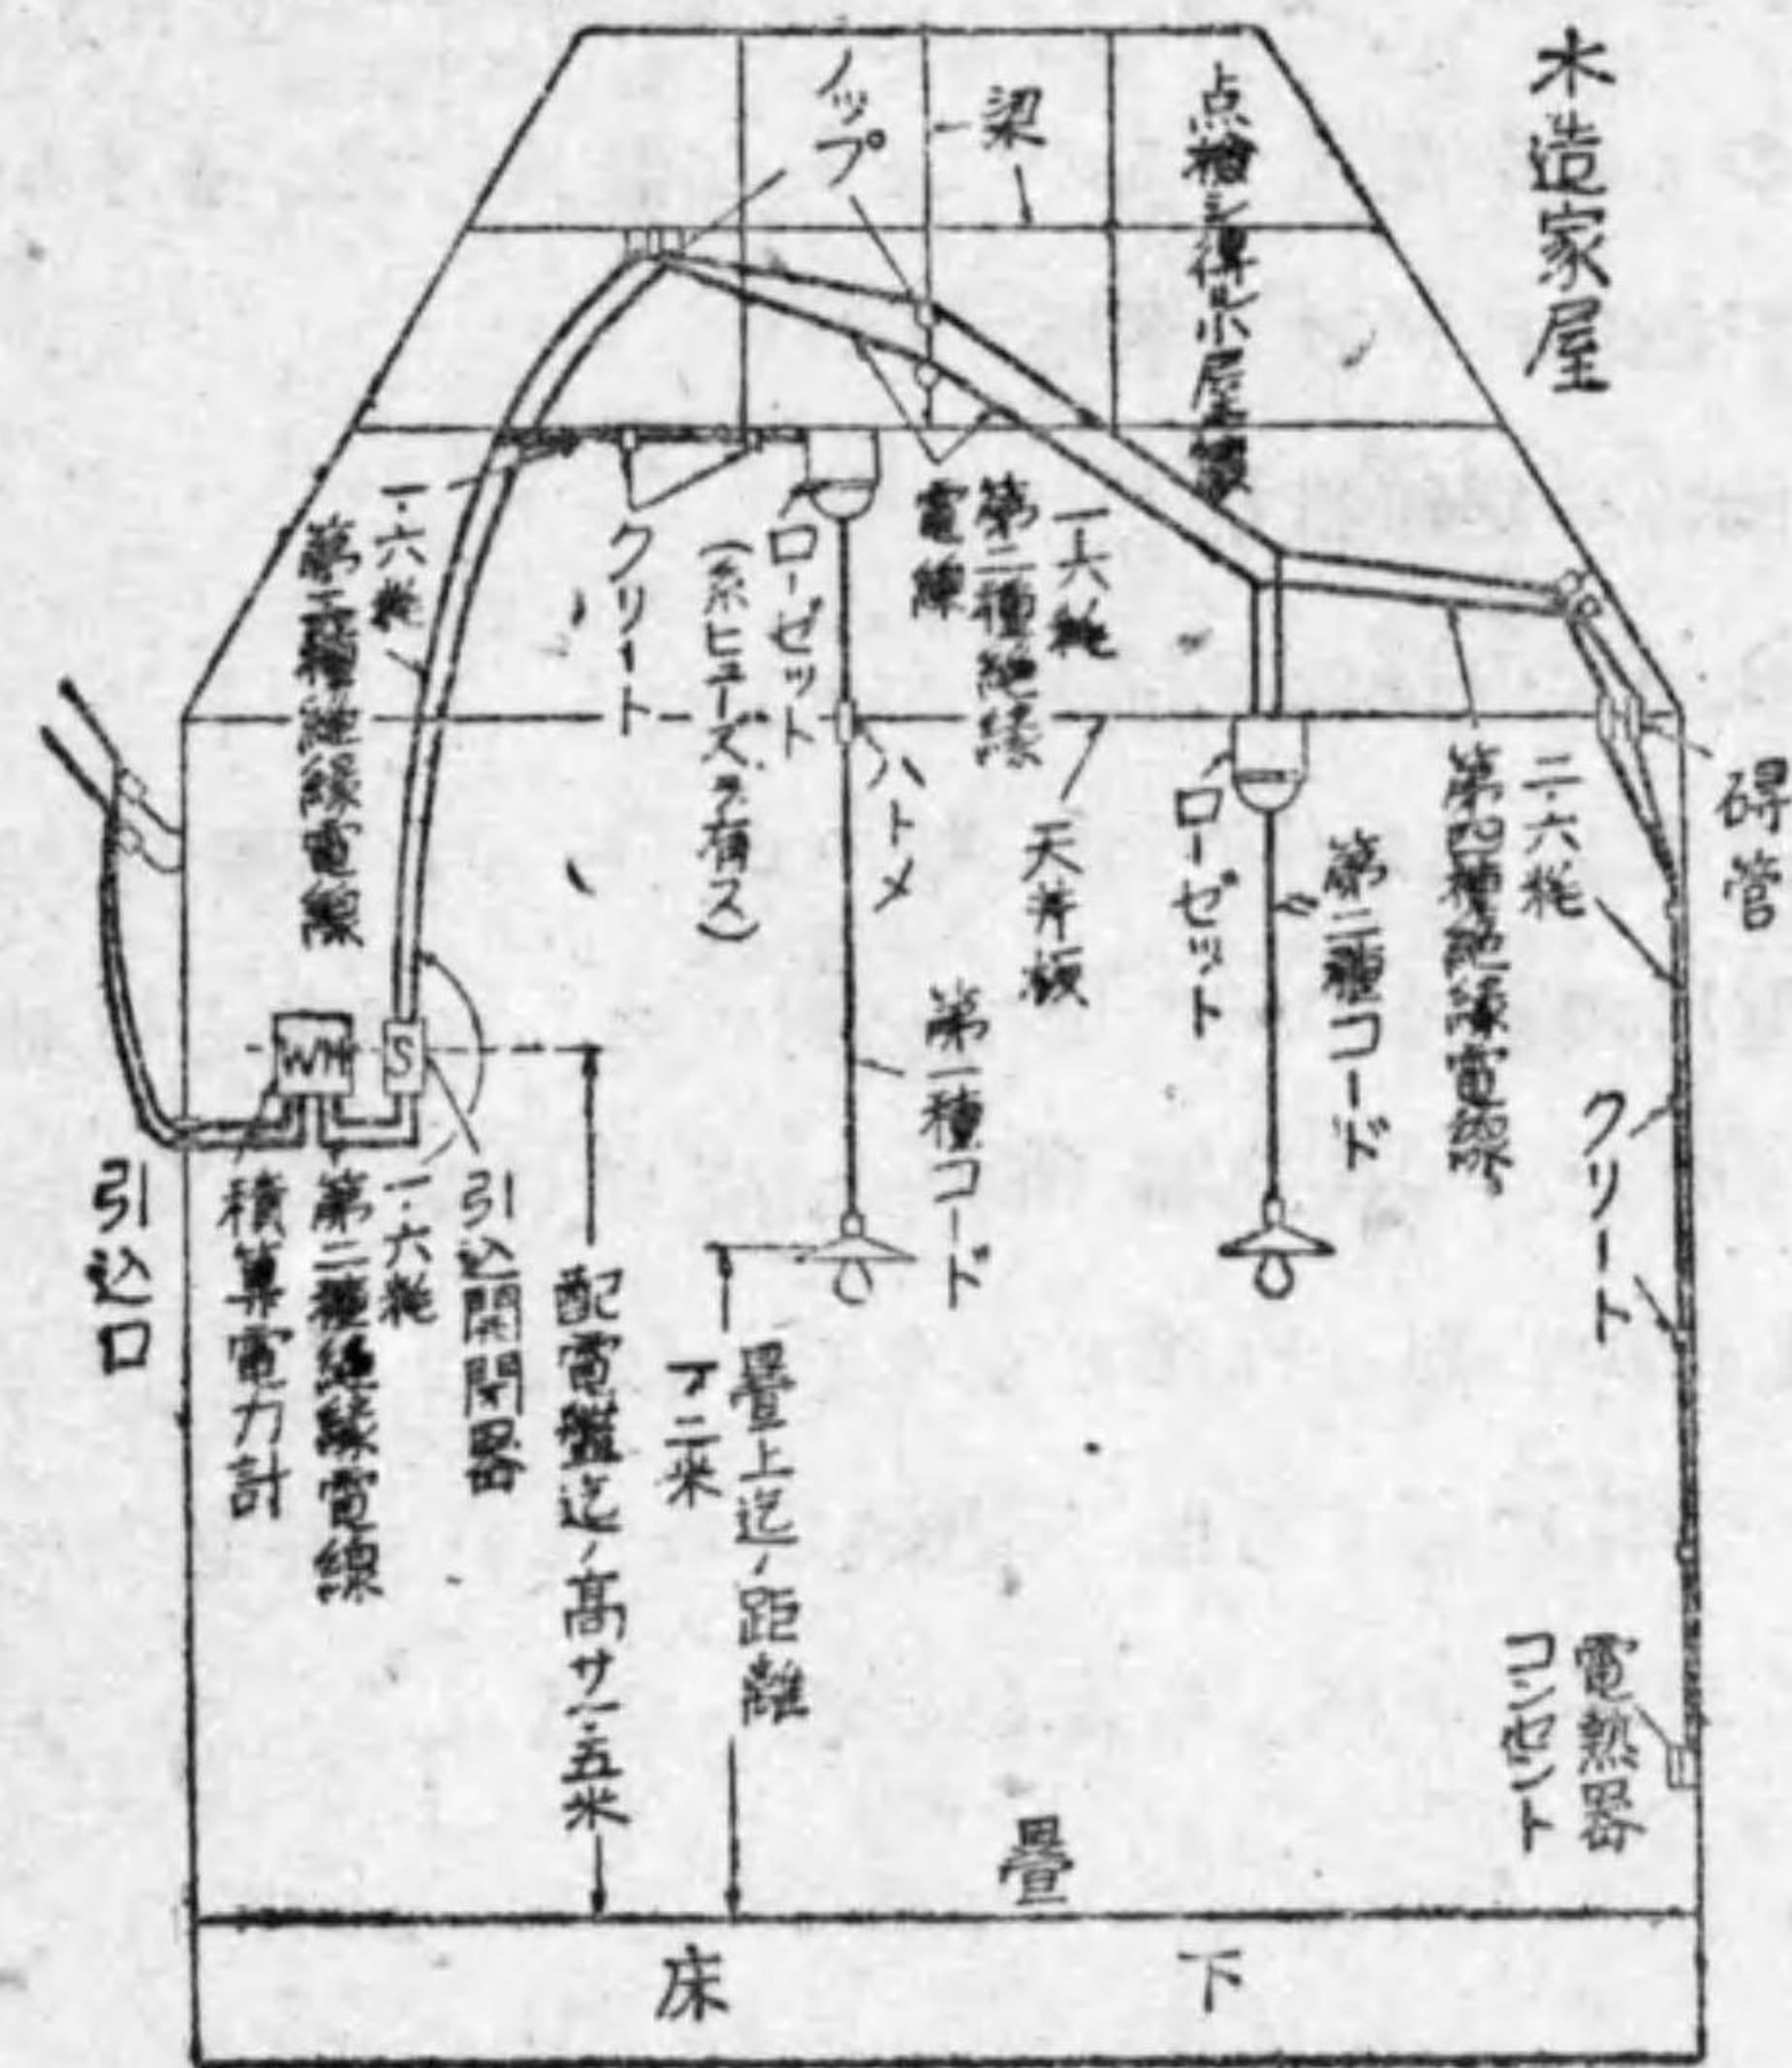 木造家屋
点検シ得ル小屋裏
梁
ノップ
碍管
二・六粍
第四種絶縁電線
クリート
電熱器
コンセント
第二種コード
ローゼット
天井板
一・六粍
第二種絶縁
電線
ハトメ
第一種コード
ローゼット
(糸ヒューズヲ有ス)
クリート
一・六粍
第二種絶縁電線
WH
S
畳上迄ノ距離
二米
配電盤迄ノ高サ一・五米
引込開閉器
一・六粍
第二種絶縁電線
積算電力計
引込口
畳
床下